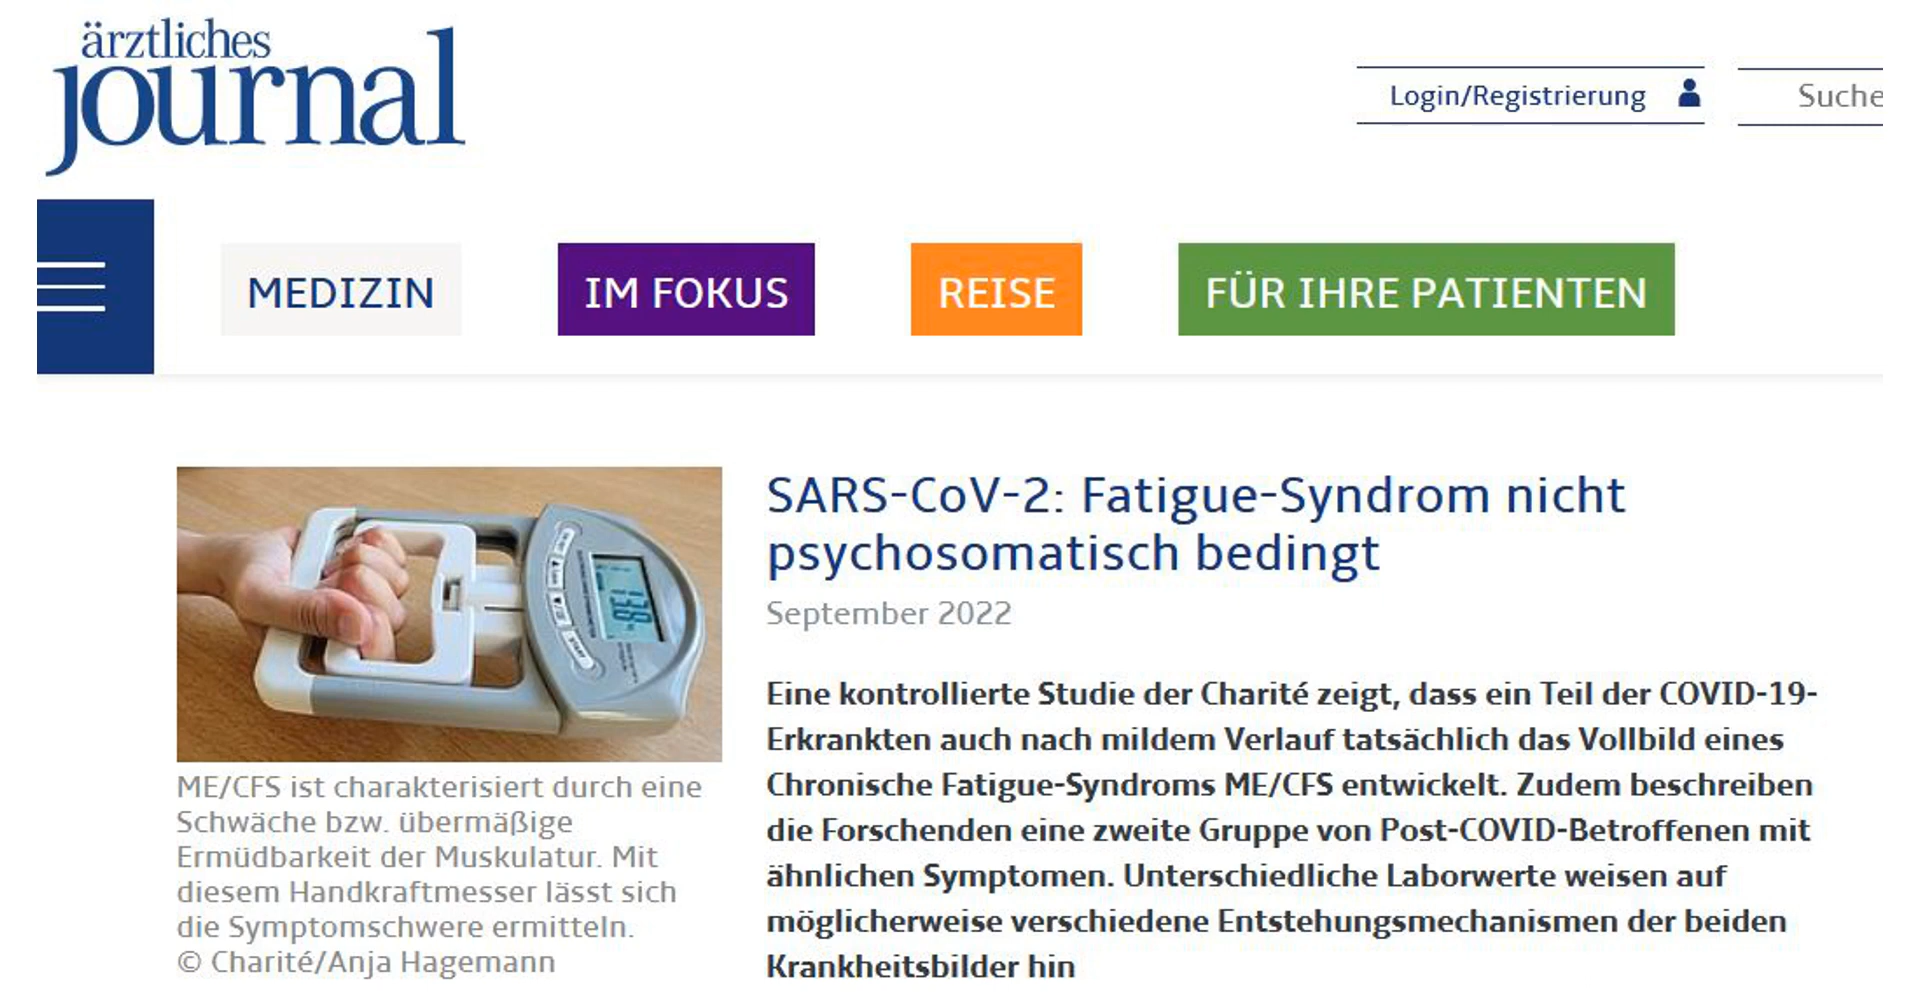 ärztliches
journal
Login/Registrierung
Suche
MEDIZIN
IM FOKUS
REISE
FÜR IHRE PATIENTEN
SARS-CoV-2: Fatigue-Syndrom nicht
psychosomatisch bedingt
September 2022
Eine kontrollierte Studie der Charité zeigt, dass ein Teil der COVID-19-
Erkrankten auch nach mildem Verlauf tatsächlich das Vollbild eines
Chronische Fatigue-Syndroms ME/CFS entwickelt. Zudem beschreiben
die Forschenden eine zweite Gruppe von Post-COVID-Betroffenen mit
ähnlichen Symptomen. Unterschiedliche Laborwerte weisen auf
möglicherweise verschiedene Entstehungsmechanismen der beiden
Krankheitsbilder hin
START
ME/CFS ist charakterisiert durch eine
Schwäche bzw. übermäßige
Ermüdbarkeit der Muskulatur. Mit
diesem Handkraftmesser lässt sich
die Symptomschwere ermitteln.
© Charité/Anja Hagemann